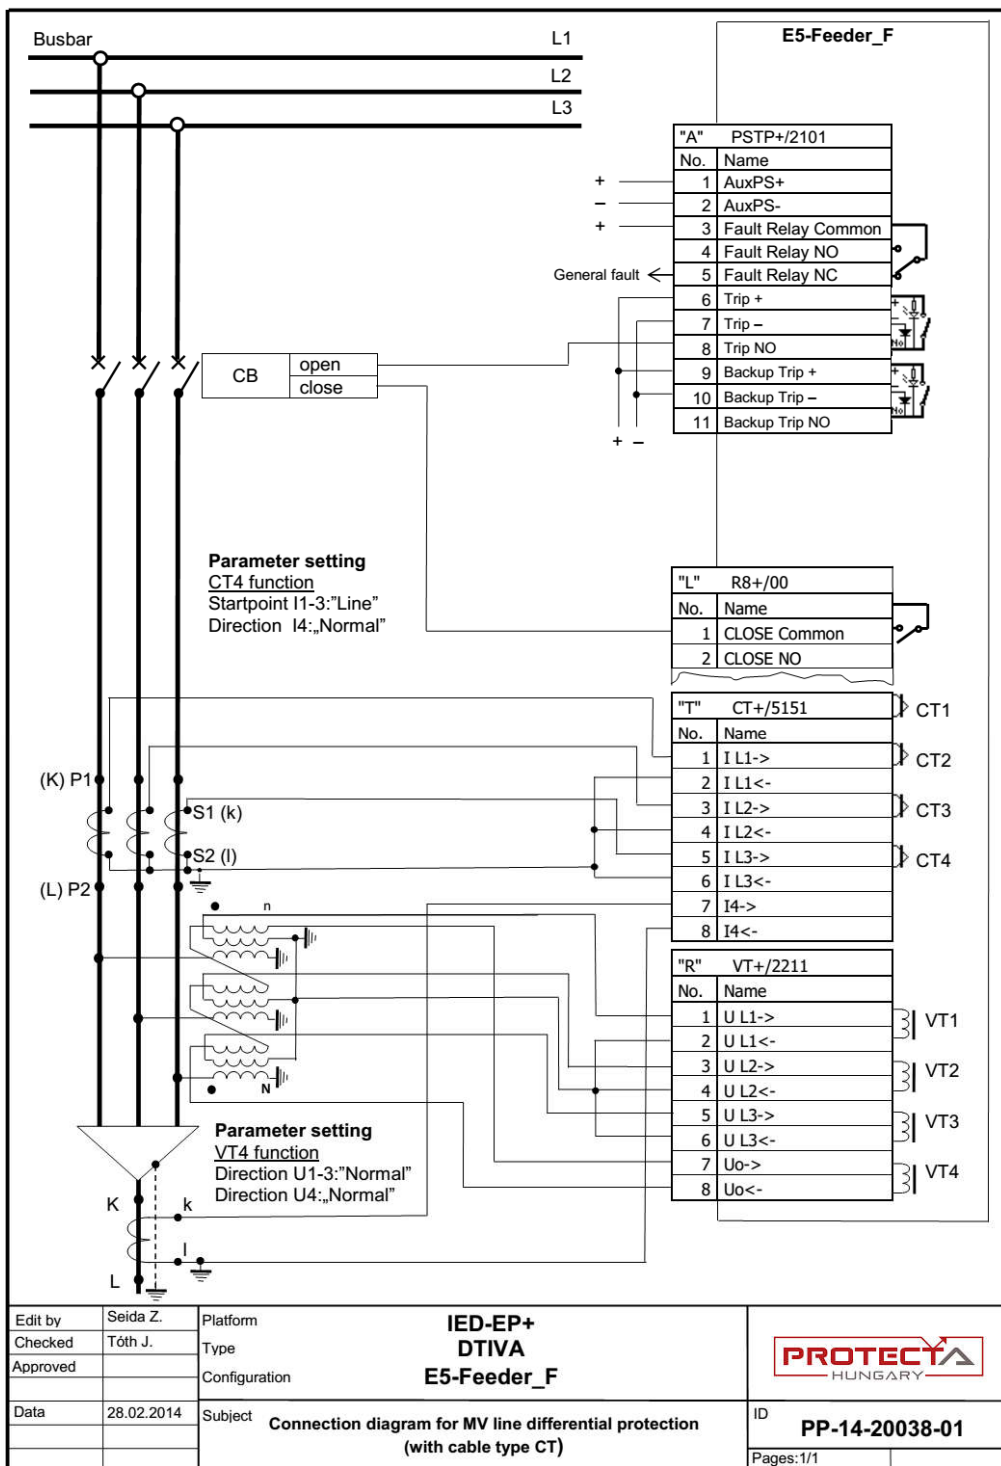 Busbar
L1
L2
L3
E5-Feeder_F
"A" PSTP+/2101
No. Name
1 AuxPS+
2 AuxPS-
3 Fault Relay Common
4 Fault Relay NO
5 Fault Relay NC
6 Trip +
7 Trip –
8 Trip NO
9 Backup Trip +
10 Backup Trip –
11 Backup Trip NO
+
–
+
General fault
+ –
+
–
No
+
–
No
CB
open
close
Parameter setting
CT4 function
Startpoint I1-3:"Line"
Direction I4:„Normal"
"L" R8+/00
No. Name
1 CLOSE Common
2 CLOSE NO
"T" CT+/5151
No. Name
1 I L1->
2 I L1<-
3 I L2->
4 I L2<-
5 I L3->
6 I L3<-
7 I4->
8 I4<-
CT1
CT2
CT3
CT4
(K) P1
S1 (k)
S2 (l)
(L) P2
n
N
"R" VT+/2211
No. Name
1 U L1->
2 U L1<-
3 U L2->
4 U L2<-
5 U L3->
6 U L3<-
7 Uo->
8 Uo<-
VT1
VT2
VT3
VT4
Parameter setting
VT4 function
Direction U1-3:"Normal"
Direction U4:„Normal"
K
k
l
L
Edit by Seida Z.
Checked Tóth J.
Approved
Data 28.02.2014
Platform IED-EP+
Type DTIVA
Configuration E5-Feeder_F
Subject Connection diagram for MV line differential protection
(with cable type CT)
PROTECTA
HUNGARY
ID
PP-14-20038-01
Pages:1/1